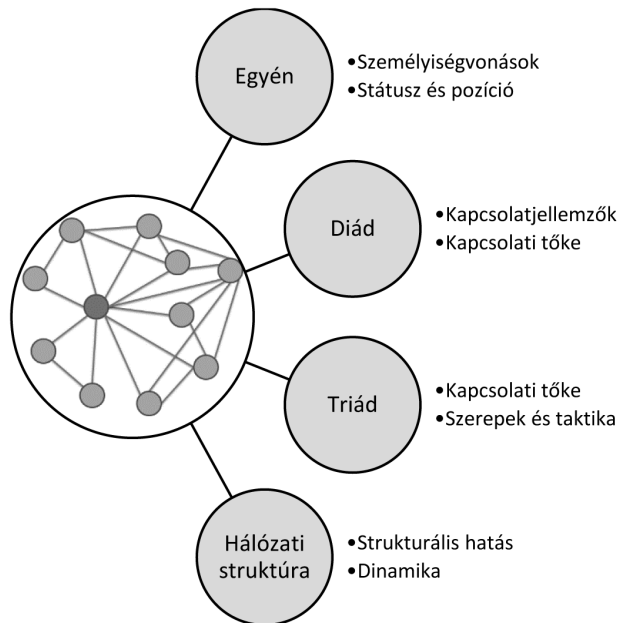 Egyén
•Személyiségvonások
•Státusz és pozíció
Diád
•Kapcsolatjellemzők
•Kapcsolati tőke
Triád
•Kapcsolati tőke
•Szerepek és taktika
Hálózati
struktúra
•Strukturális hatás
•Dinamika